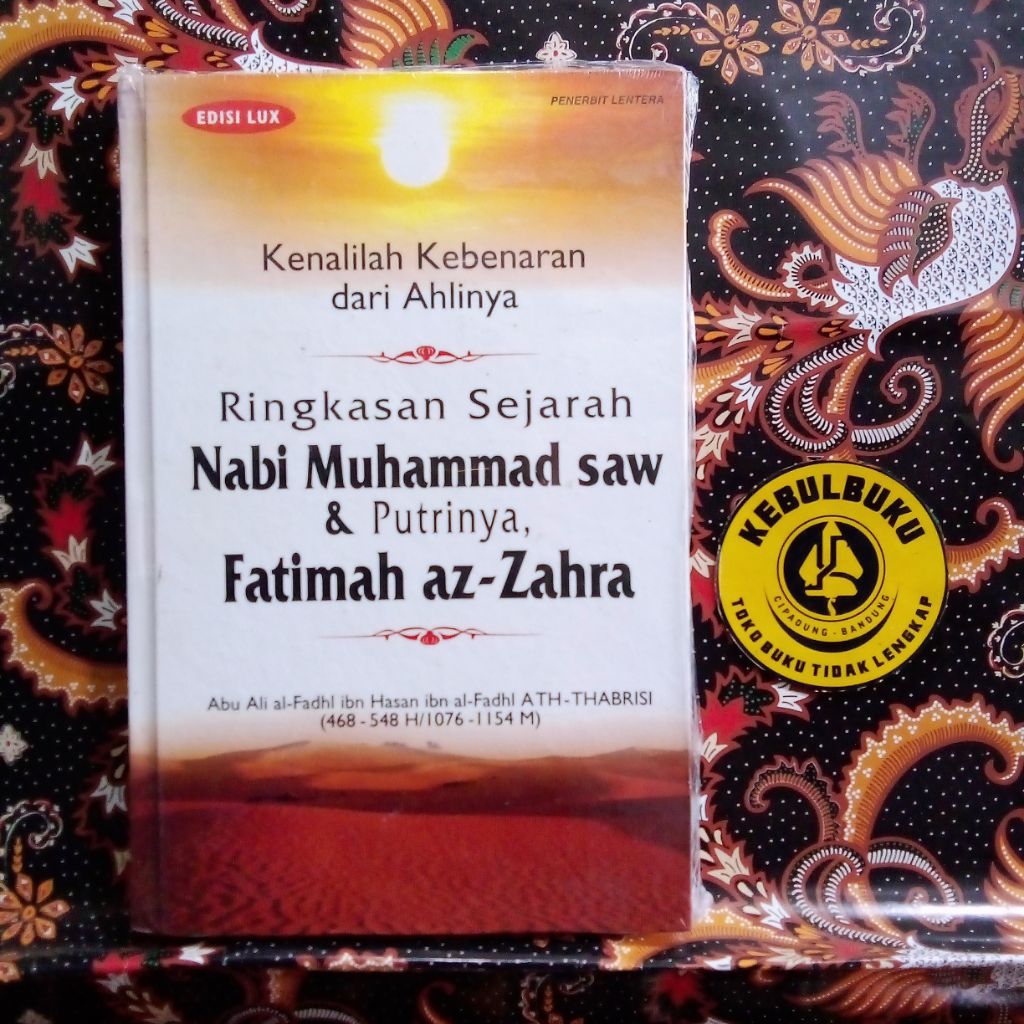 EDISI LUX
PENERBIT LENTERA
Kenalilah Kebenaran
dari Ahlinya
Ringkasan Sejarah
Nabi Muhammad saw
& Putrinya,
Fatimah az-Zahra
Abu Ali al-Fadhl ibn Hasan ibn al-Fadhl ATH-THABRISI
(468 - 548 H/1076 -1154 M)
KEBULBUKU
CIPADUNG - BANDUNG
TOKO BUKU TIDAK LENGKAP